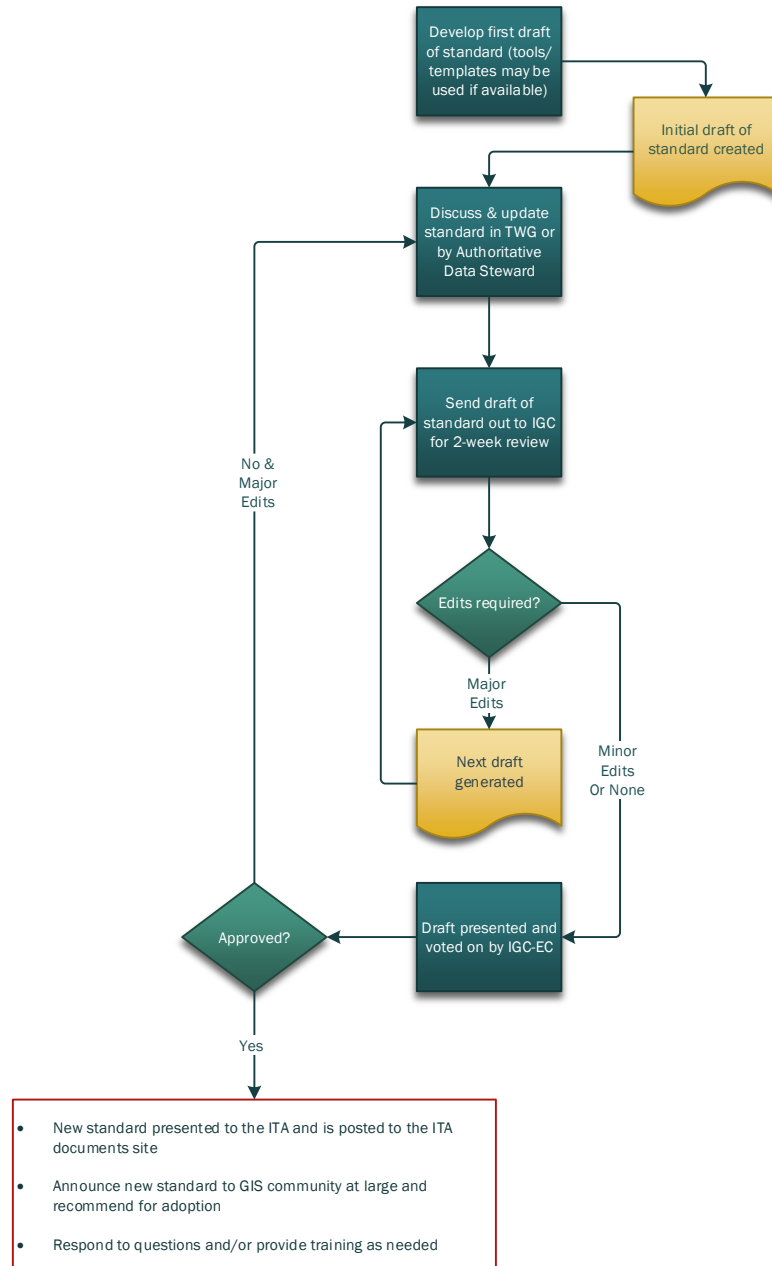 Develop first draft
of standard (tools/
templates may be
used if available)
Initial draft of
standard created
Discuss & update
standard in TWG or
by Authoritative
Data Steward
Send draft of
standard out to IGC
for 2-week review
No &
Major
Edits
Edits required?
Major
Edits
Minor
Edits
Or None
Next draft
generated
Draft presented and
voted on by IGC-EC
Approved?
Yes
• New standard presented to the ITA and is posted to the ITA
documents site
• Announce new standard to GIS community at large and
recommend for adoption
• Respond to questions and/or provide training as needed